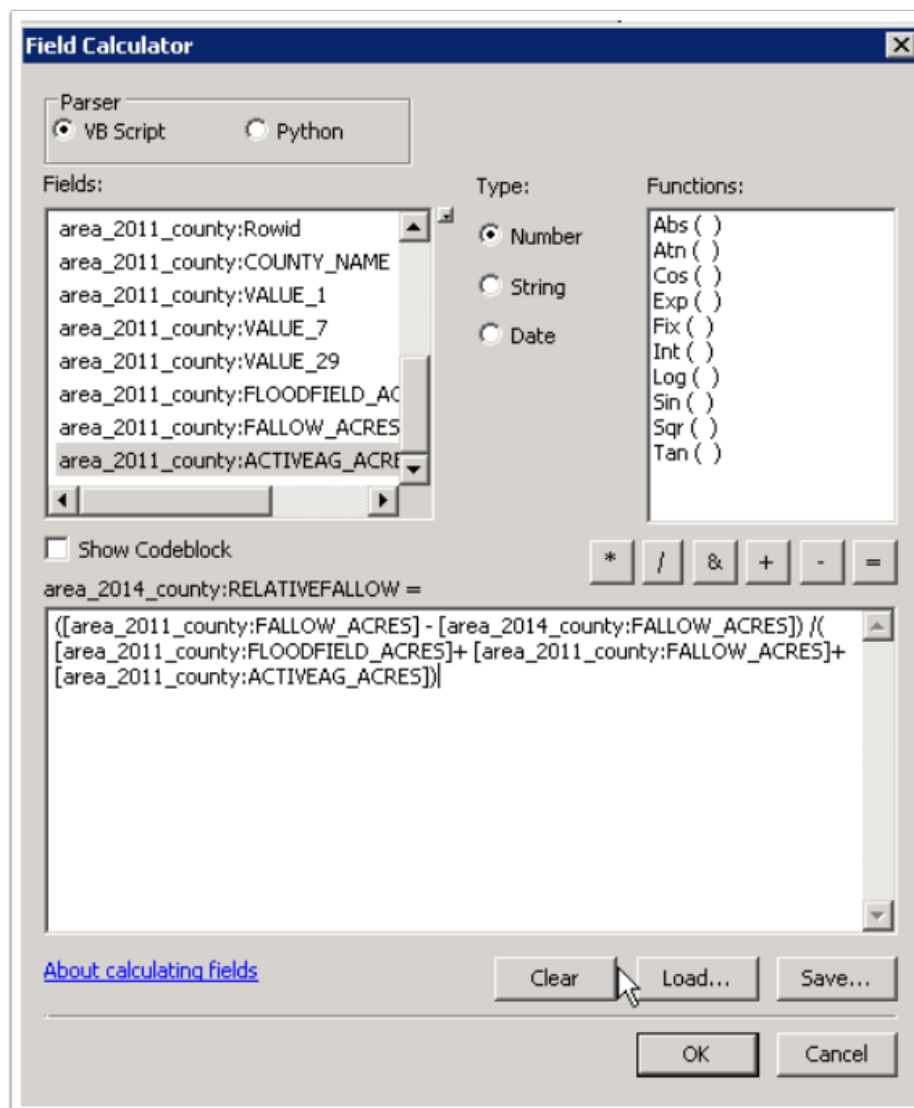 Field Calculator
Parser
VB Script
Python
Fields:
Type:
Functions:
area_2011_county:Rowid
area_2011_county:COUNTY_NAME
area_2011_county:VALUE_1
area_2011_county:VALUE_7
area_2011_county:VALUE_29
area_2011_county:FLOODFIELD_AC
area_2011_county:FALLOW_ACRES
area_2011_county:ACTIVEAG_ACRE
Number
String
Date
Abs ( )
Atn ( )
Cos ( )
Exp ( )
Fix ( )
Int ( )
Log ( )
Sin ( )
Sqr ( )
Tan ( )
Show Codeblock
* / & + - =
area_2014_county:RELATIVEFALLOW =
([area_2011_county:FALLOW_ACRES] - [area_2014_county:FALLOW_ACRES]) /(
[area_2011_county:FLOODFIELD_ACRES]+ [area_2011_county:FALLOW_ACRES]+
[area_2011_county:ACTIVEAG_ACRES])
About calculating fields
Clear
Load...
Save...
OK
Cancel